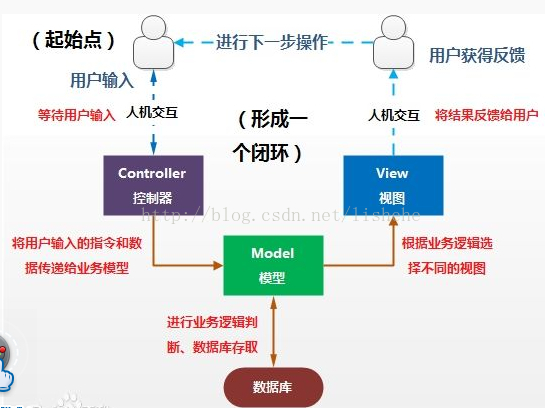 （起始点）
进行下一步操作
用户输入
用户获得反馈
等待用户输入
人机交互
（形成一
个闭环）
人机交互
将结果反馈给用户
Controller
控制器
View
视图
http://blog.csdn.net/lishehe
将用户输入的指令和数
据传递给业务模型
Model
模型
根据业务逻辑选
择不同的视图
进行业务逻辑判
断、数据库存取
数据库